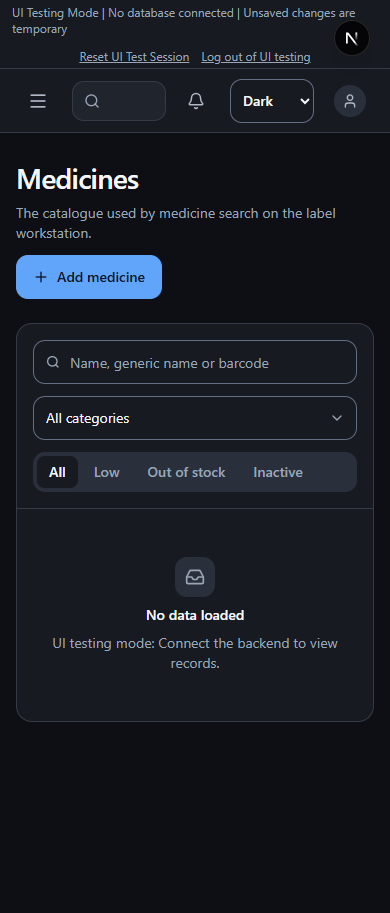 UI Testing Mode | No database connected | Unsaved changes are
temporary
Reset UI Test Session Log out of UI testing
N
Dark
Medicines
The catalogue used by medicine search on the label
workstation.
+ Add medicine
Name, generic name or barcode
All categories
All Low Out of stock Inactive
No data loaded
UI testing mode: Connect the backend to view
records.